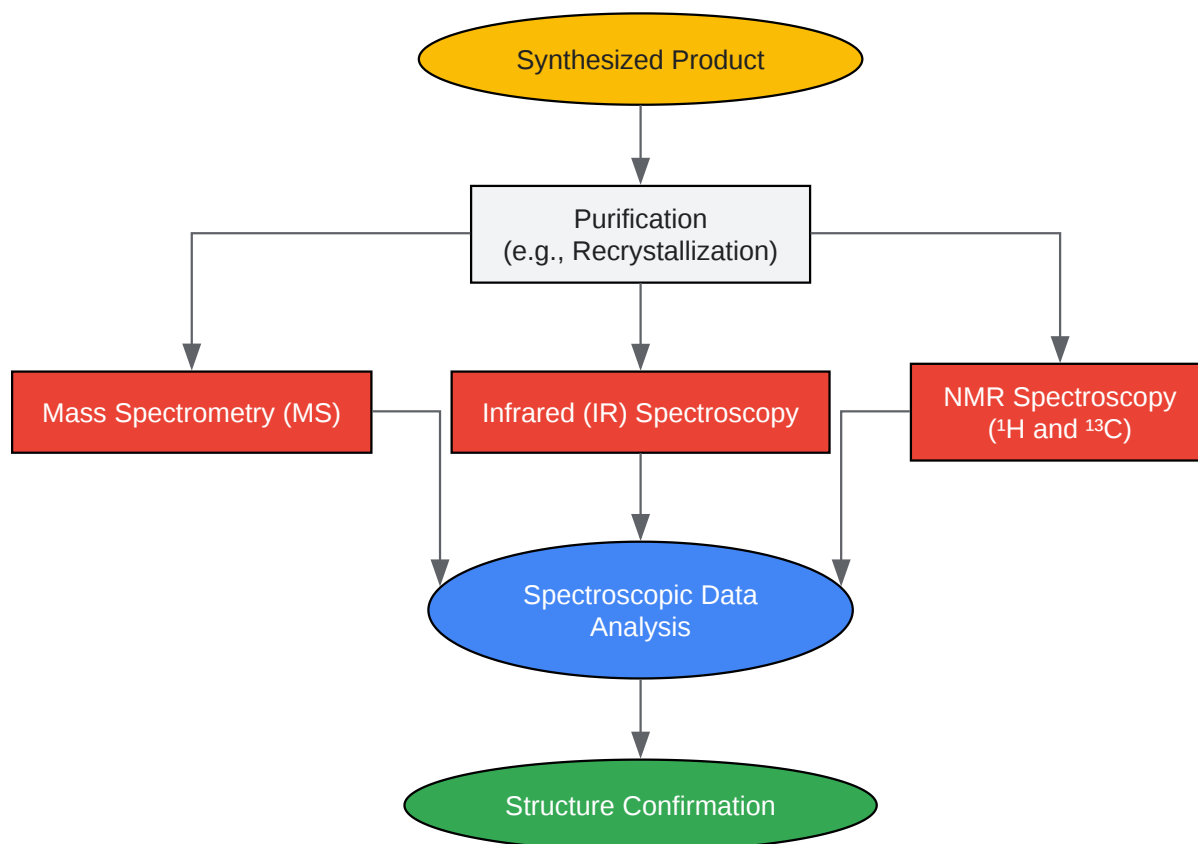 Synthesized Product
Purification
(e.g., Recrystallization)
Mass Spectrometry (MS)
Infrared (IR) Spectroscopy
NMR Spectroscopy
(¹H and ¹³C)
Spectroscopic Data
Analysis
Structure Confirmation